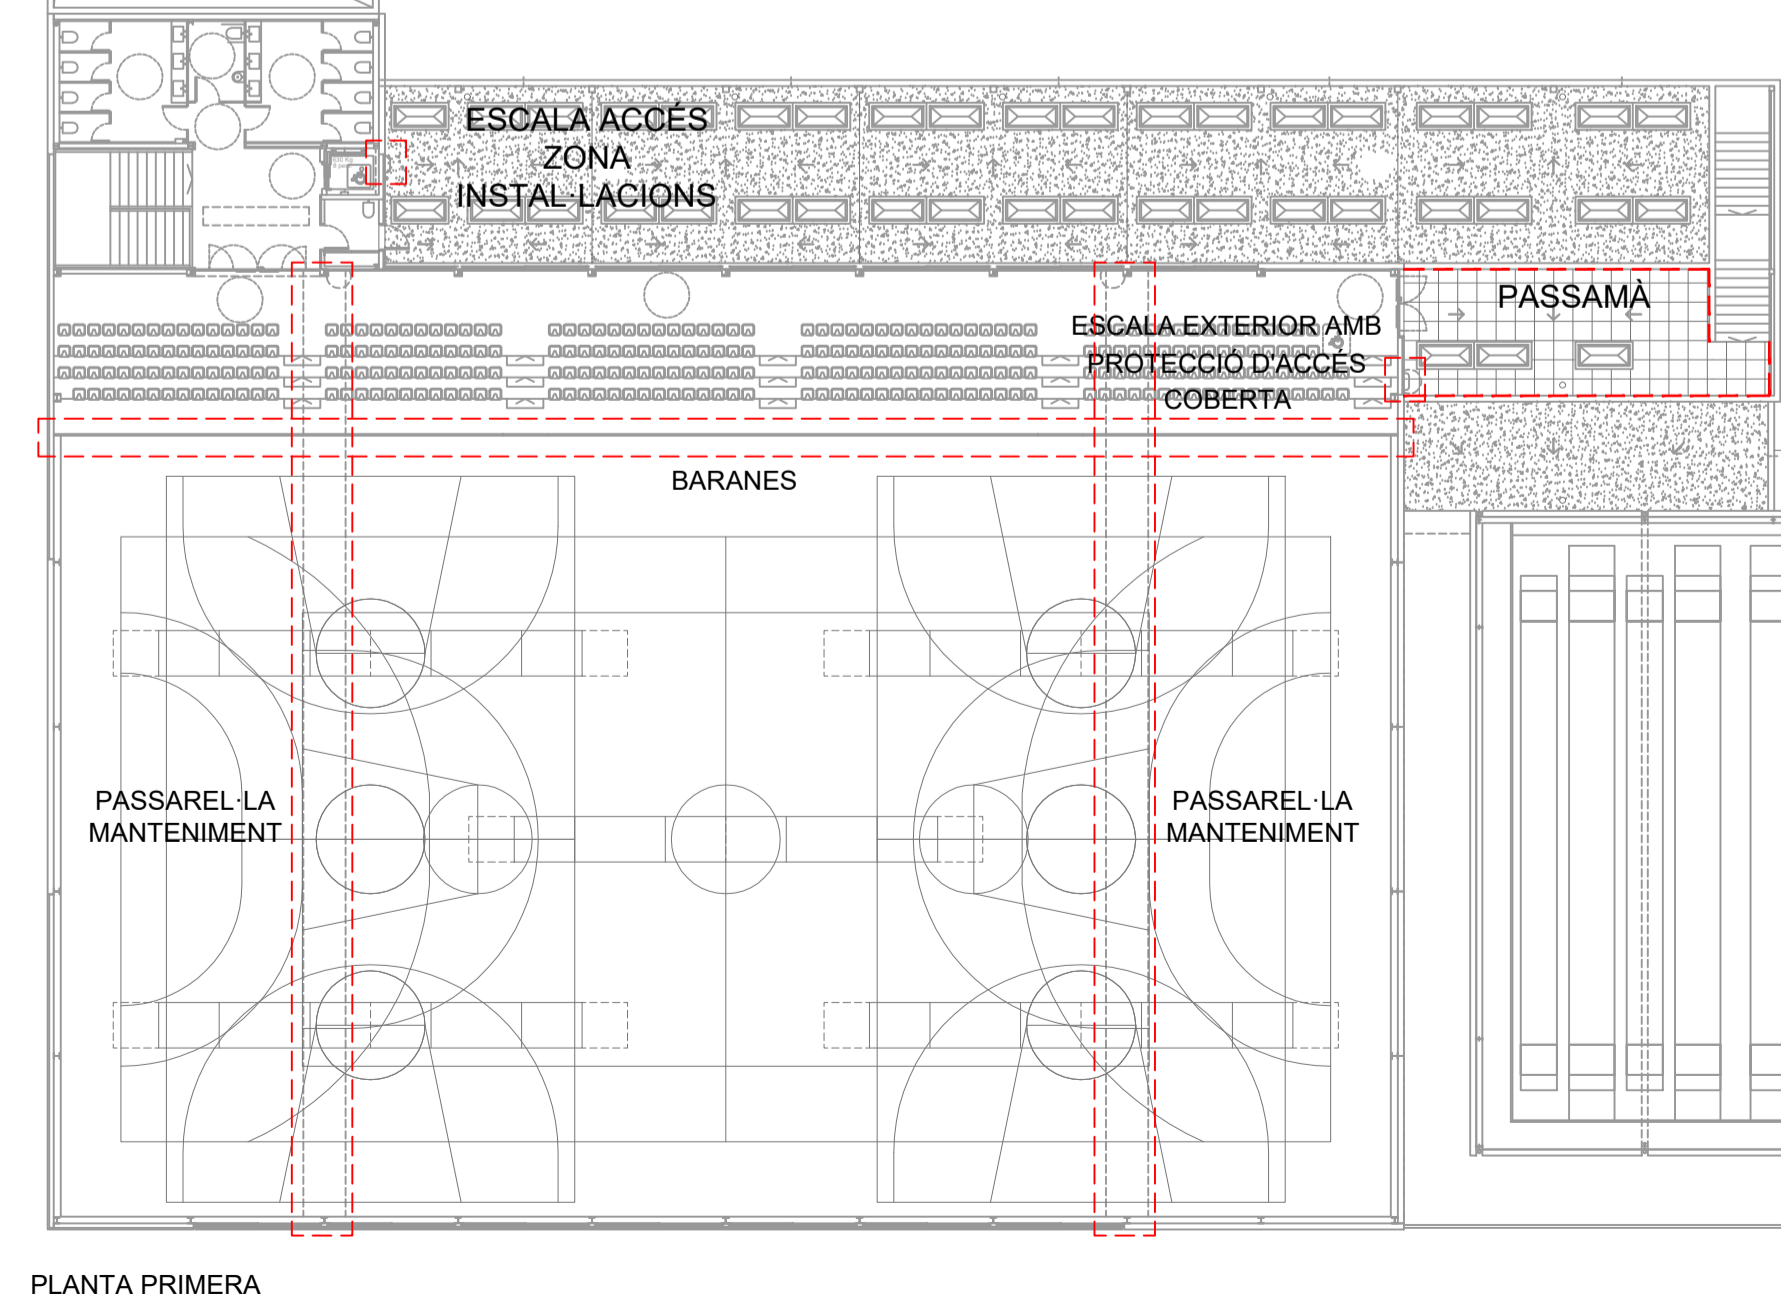 ESCALA ACCÉS
ZONA
INSTAL·LACIONS
PASSAMÀ
ESCALA EXTERIOR AMB
PROTECCIÓ D'ACCÉS
COBERTA
BARANES
PASSAREL·LA
MANTENIMENT
PASSAREL·LA
MANTENIMENT
PLANTA PRIMERA